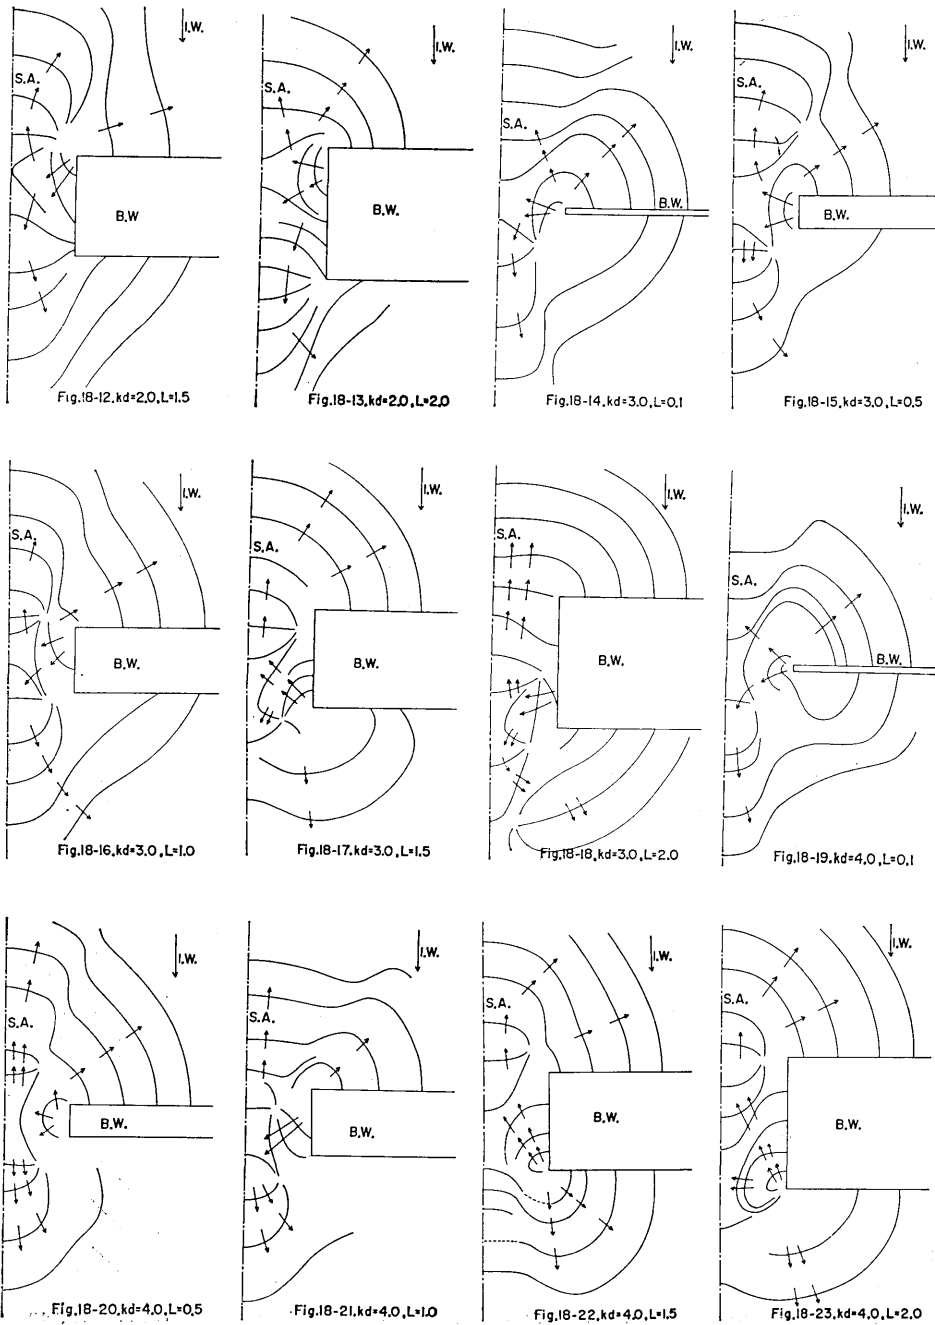 I.W.
S.A.
B.W
Fig.18-12.kd=2.0,L=1.5
I.W.
S.A.
B.W.
Fig.18-13.kd=2.0,L=2.0
I.W.
S.A.
B.W.
Fig.18-14.kd=3.0,L=0.1
I.W.
S.A.
B.W.
Fig.18-15.kd=3.0,L=0.5
I.W.
S.A.
B.W.
Fig.18-16.kd=3.0,L=1.0
I.W.
S.A.
B.W.
Fig.18-17.kd=3.0,L=1.5
I.W.
S.A.
B.W.
Fig.18-18.kd=3.0,L=2.0
I.W.
S.A.
B.W.
Fig.18-19.kd=4.0,L=0.1
I.W.
S.A.
B.W.
Fig.18-20.kd=4.0,L=0.5
I.W.
S.A.
B.W.
Fig.18-21.kd=4.0,L=1.0
I.W.
S.A.
B.W.
Fig.18-22.kd=4.0,L=1.5
I.W.
S.A.
B.W.
Fig.18-23.kd=4.0,L=2.0